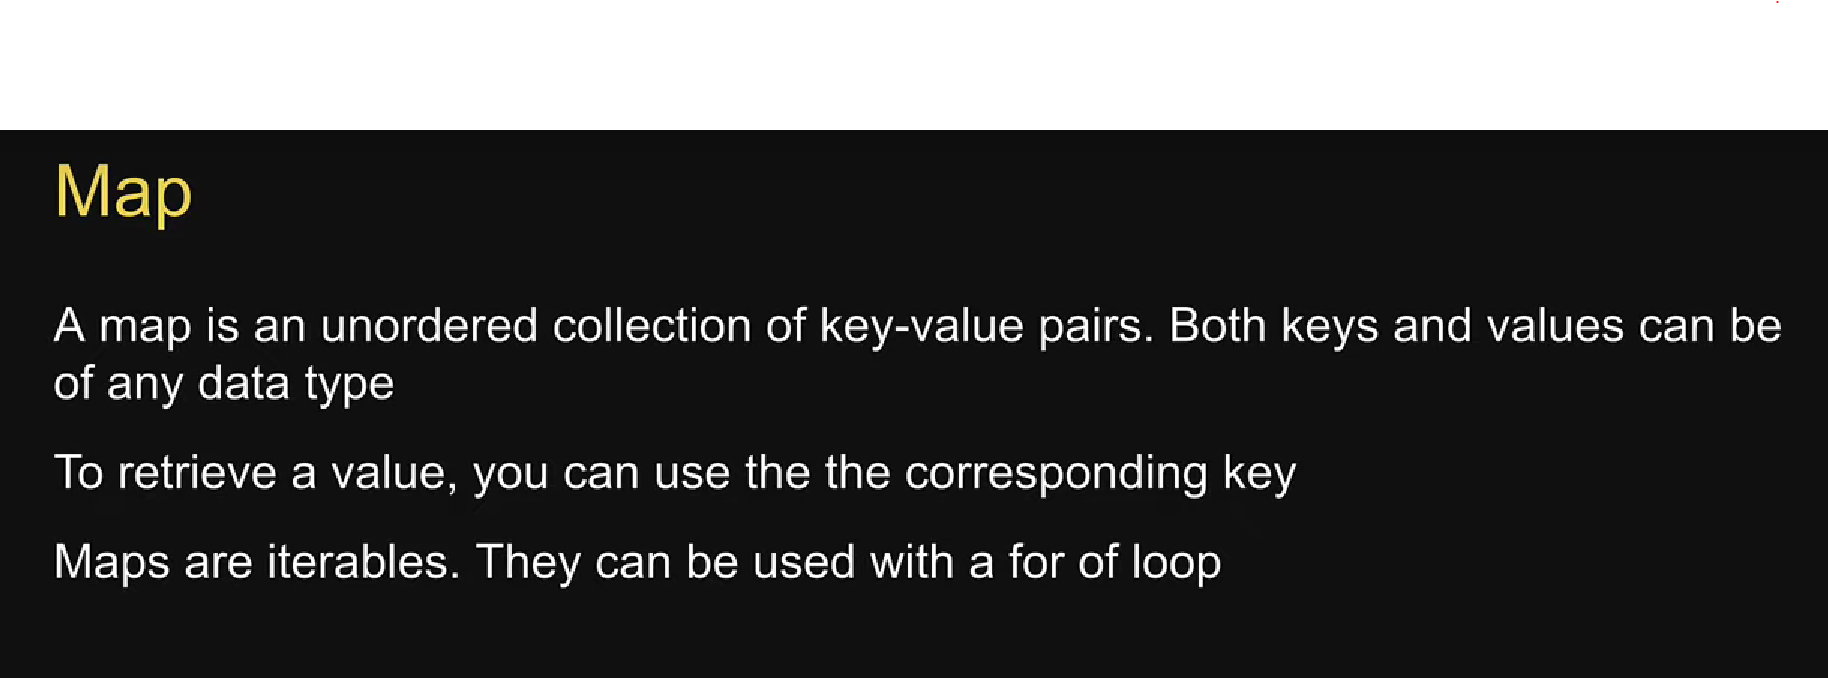 Map
A map is an unordered collection of key-value pairs. Both keys and values can be
of any data type
To retrieve a value, you can use the the corresponding key
Maps are iterables. They can be used with a for of loop